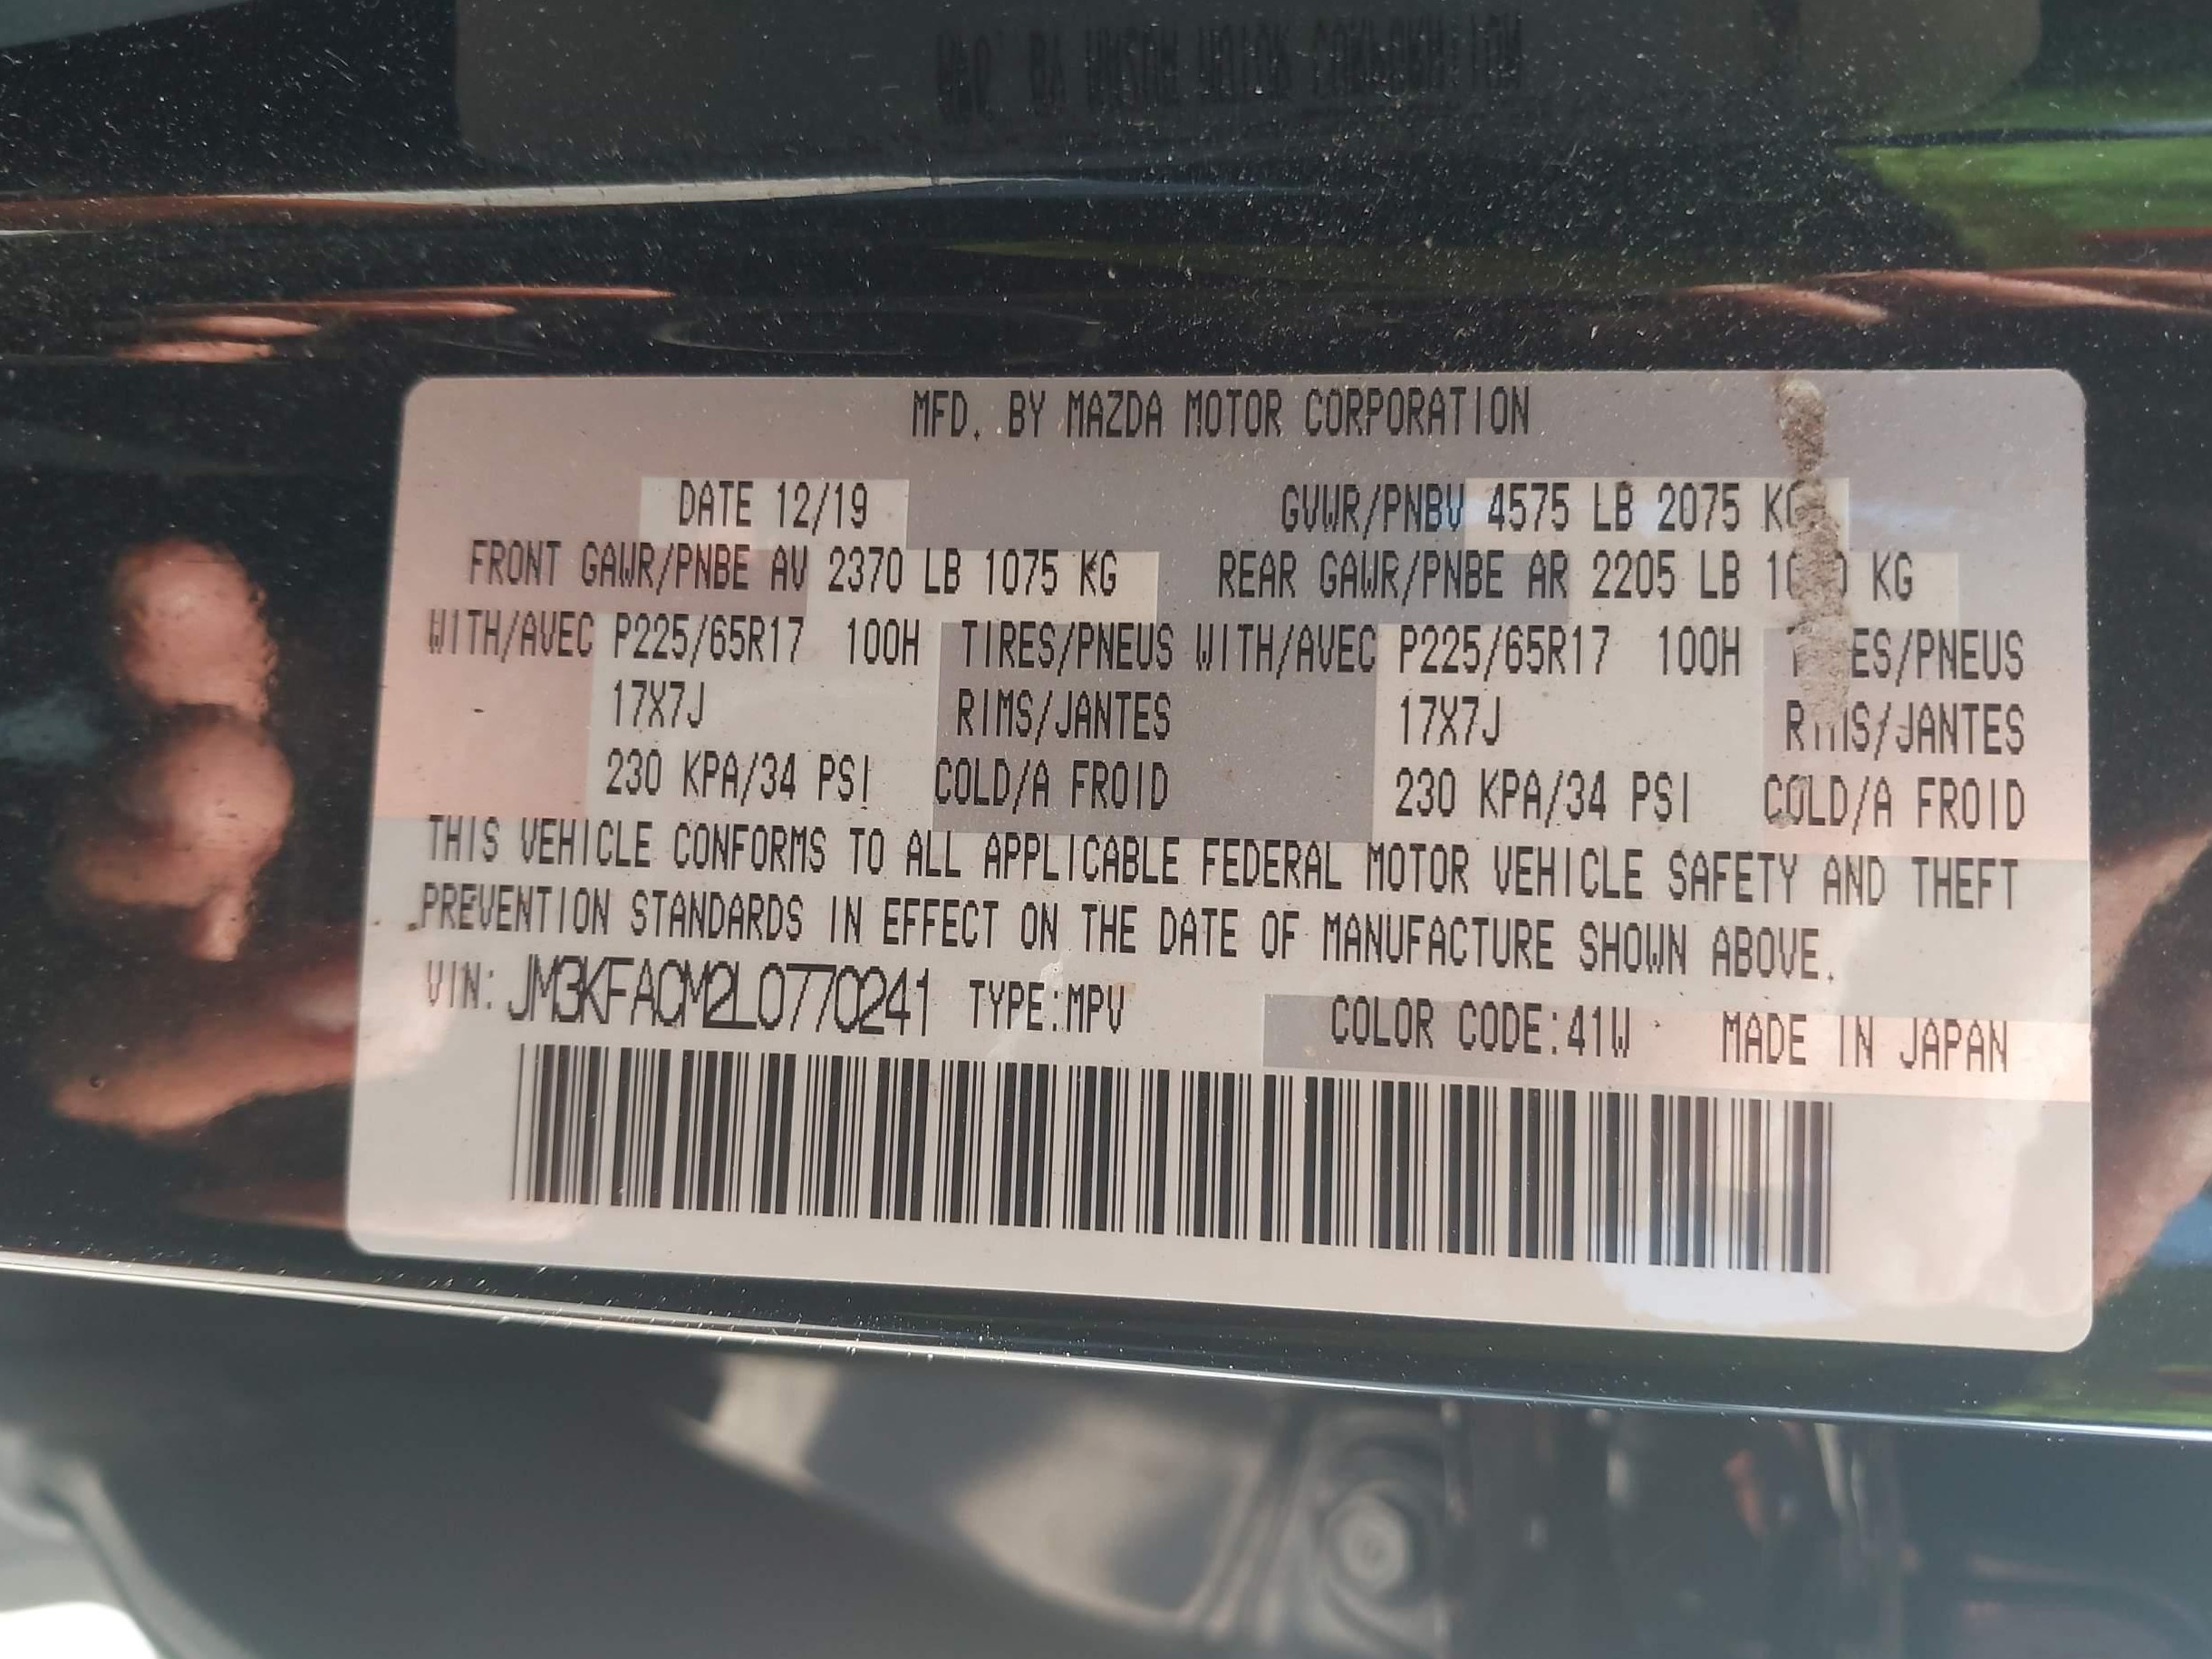 MFD. BY MAZDA MOTOR CORPORATION
DATE 12/19 GVWR/PNBV 4575 LB 2075 KG
FRONT GAWR/PNBE AV 2370 LB 1075 KG REAR GAWR/PNBE AR 2205 LB KG
WITH/AVEC P225/65R17 100H TIRES/PNEUS WITH/AVEC P225/65R17 100H TIRES/PNEUS
17X7J RIMS/JANTES 17X7J RIMS/JANTES
230 KPA/34 PSI COLD/A FROID 230 KPA/34 PSI COLD/A FROID
THIS VEHICLE CONFORMS TO ALL APPLICABLE FEDERAL MOTOR VEHICLE SAFETY AND THEFT
PREVENTION STANDARDS IN EFFECT ON THE DATE OF MANUFACTURE SHOWN ABOVE.
VIN: JM3KFACM2L0770241 TYPE:MPV COLOR CODE:41W MADE IN JAPAN